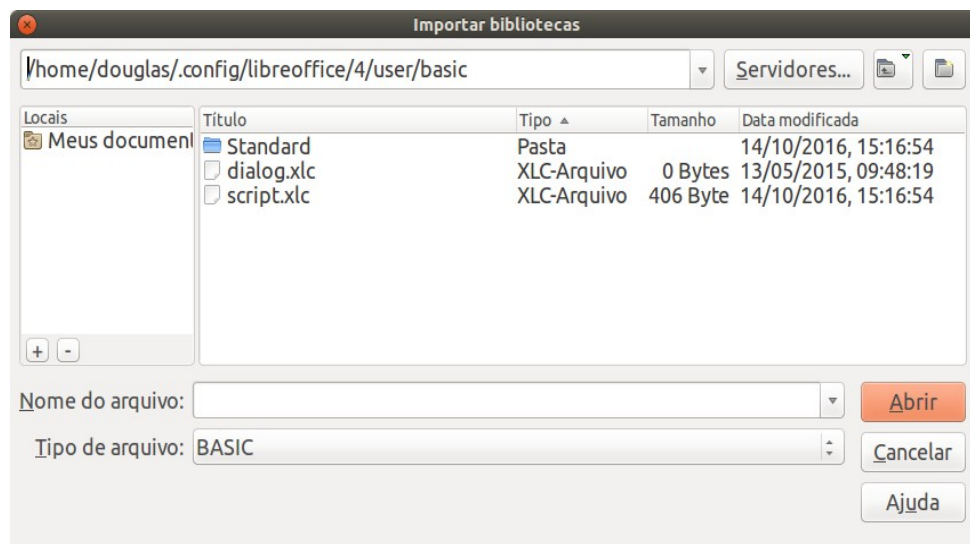 Importar bibliotecas
/home/douglas/.config/libreoffice/4/user/basic Servidores...
Locais Título Tipo Tamanho Data modificada
Meus document Standard Pasta 14/10/2016, 15:16:54
dialog.xlc XLC-Arquivo 0 Bytes 13/05/2015, 09:48:19
script.xlc XLC-Arquivo 406 Byte 14/10/2016, 15:16:54
+ -
Nome do arquivo: Abrir
Tipo de arquivo: BASIC Cancelar
Ajuda